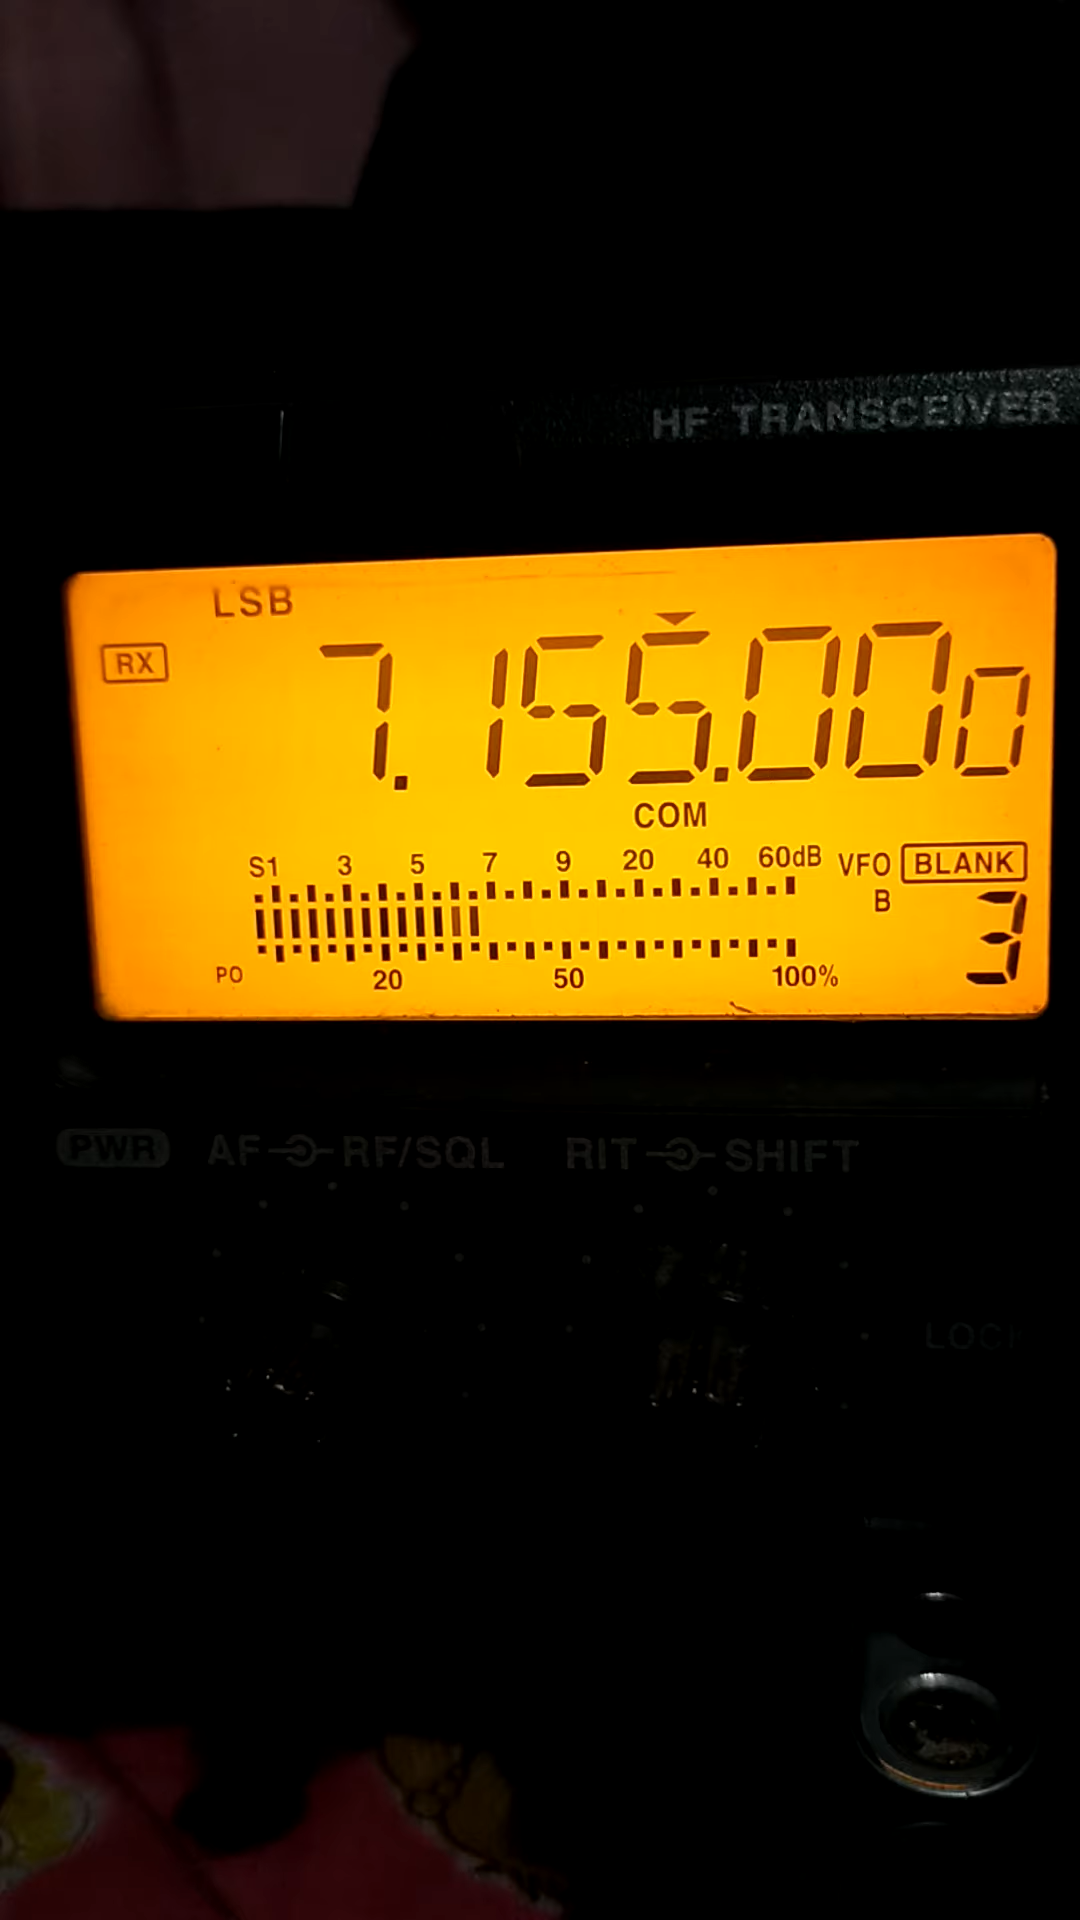 HF TRANSCEIVER
LSB
RX
7.155.000
COM
S1 3 5 7 9 20 40 60dB
VFO BLANK
B
3
PO 20 50 100%
PWR AF RF/SQL RIT SHIFT
LOCK